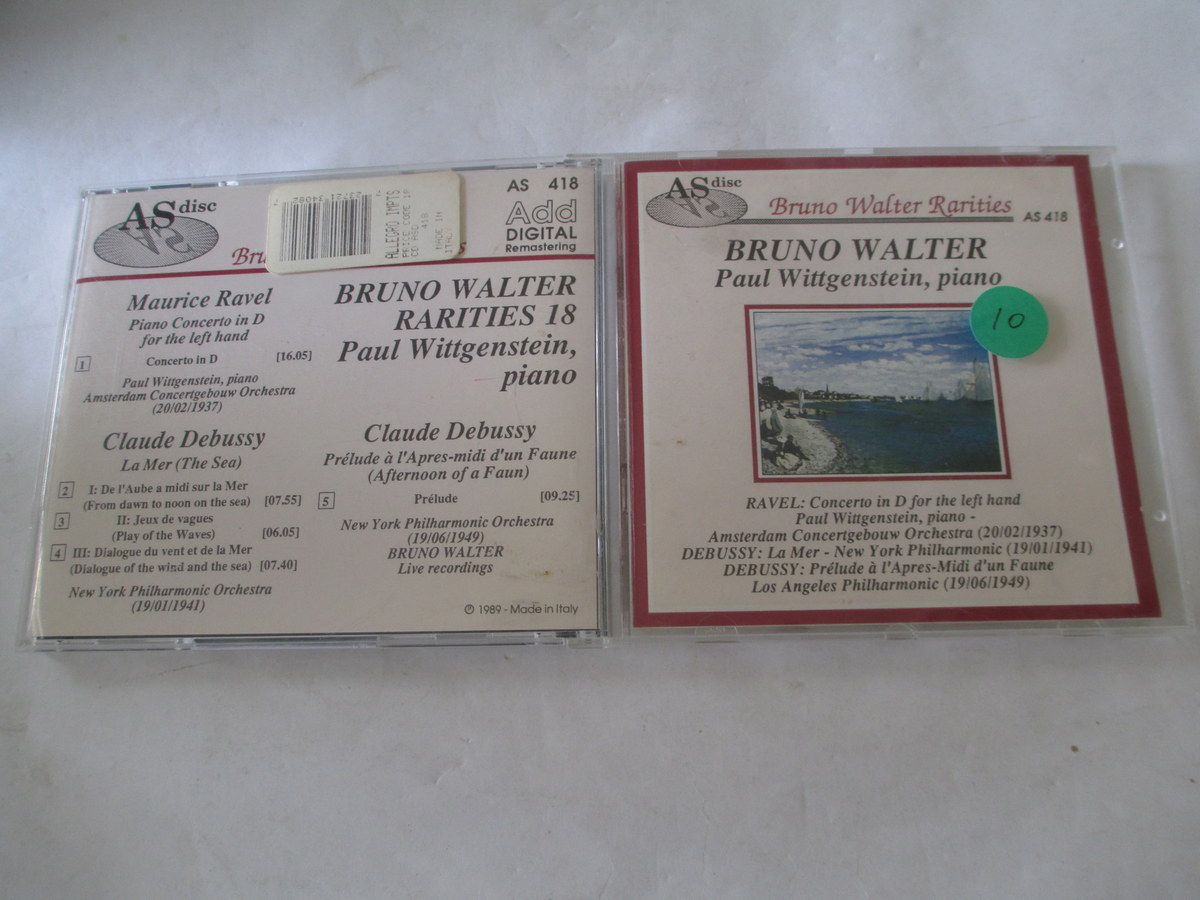 AS disc
AS 418
Add
DIGITAL
Remastering
ALLEGRO IMPTS
PRICE CODE
418
MADE IN
Maurice Ravel
Piano Concerto in D
for the left hand
1 Concerto in D [16.05]
Paul Wittgenstein, piano
Amsterdam Concertgebouw Orchestra
(20/02/1937)
Claude Debussy
La Mer (The Sea)
2 I: De l'Aube a midi sur la Mer
(From dawn to noon on the sea) [07.55]
3 II: Jeux de vagues
(Play of the Waves) [06.05]
4 III: Dialogue du vent et de la Mer
(Dialogue of the wind and the sea) [07.40]
New York Philharmonic Orchestra
(19/01/1941)
BRUNO WALTER
RARITIES 18
Paul Wittgenstein,
piano
Claude Debussy
Prélude à l'Apres-midi d'un Faune
(Afternoon of a Faun)
5 Prélude [09.25]
New York Philharmonic Orchestra
(19/06/1949)
BRUNO WALTER
Live recordings
℗ 1989 - Made in Italy
AS disc
Bruno Walter Rarities AS 418
BRUNO WALTER
Paul Wittgenstein, piano
10
RAVEL: Concerto in D for the left hand
Paul Wittgenstein, piano -
Amsterdam Concertgebouw Orchestra (20/02/1937)
DEBUSSY: La Mer - New York Philharmonic (19/01/1941)
DEBUSSY: Prélude à l'Apres-Midi d'un Faune
Los Angeles Philharmonic (19/06/1949)